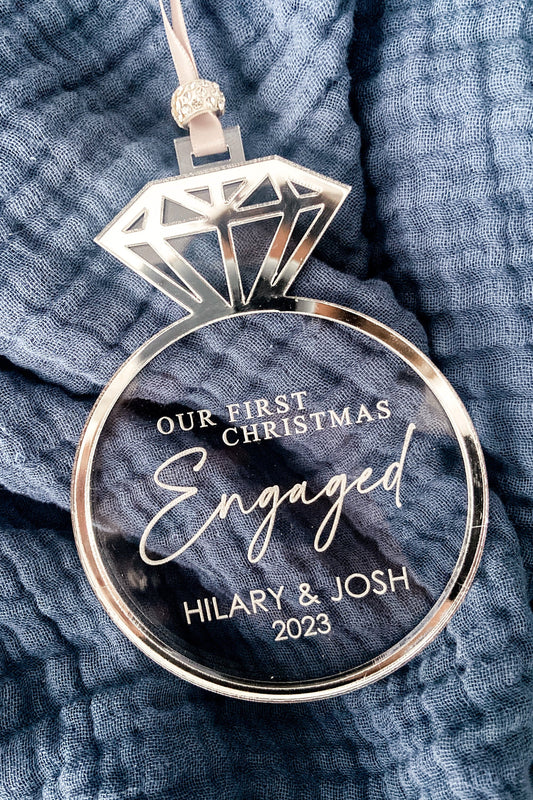 OUR FIRST
CHRISTMAS
Engaged
HILARY & JOSH
2023